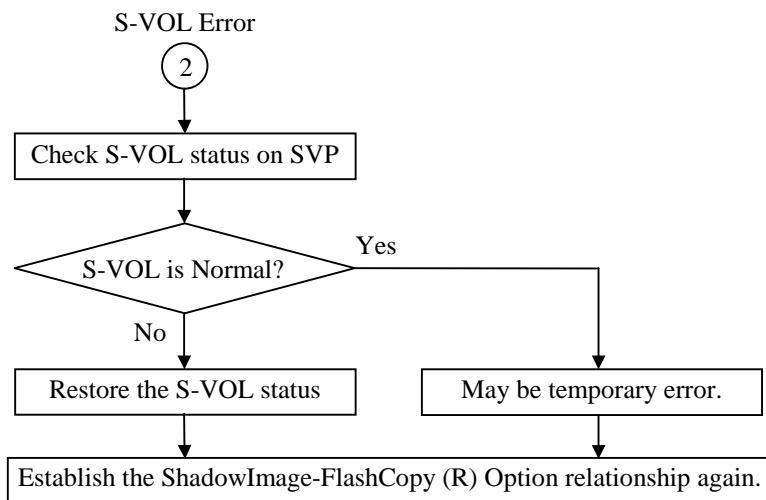 S-VOL Error
2
Check S-VOL status on SVP
S-VOL is Normal?
Yes
No
Restore the S-VOL status
May be temporary error.
Establish the ShadowImage-FlashCopy (R) Option relationship again.